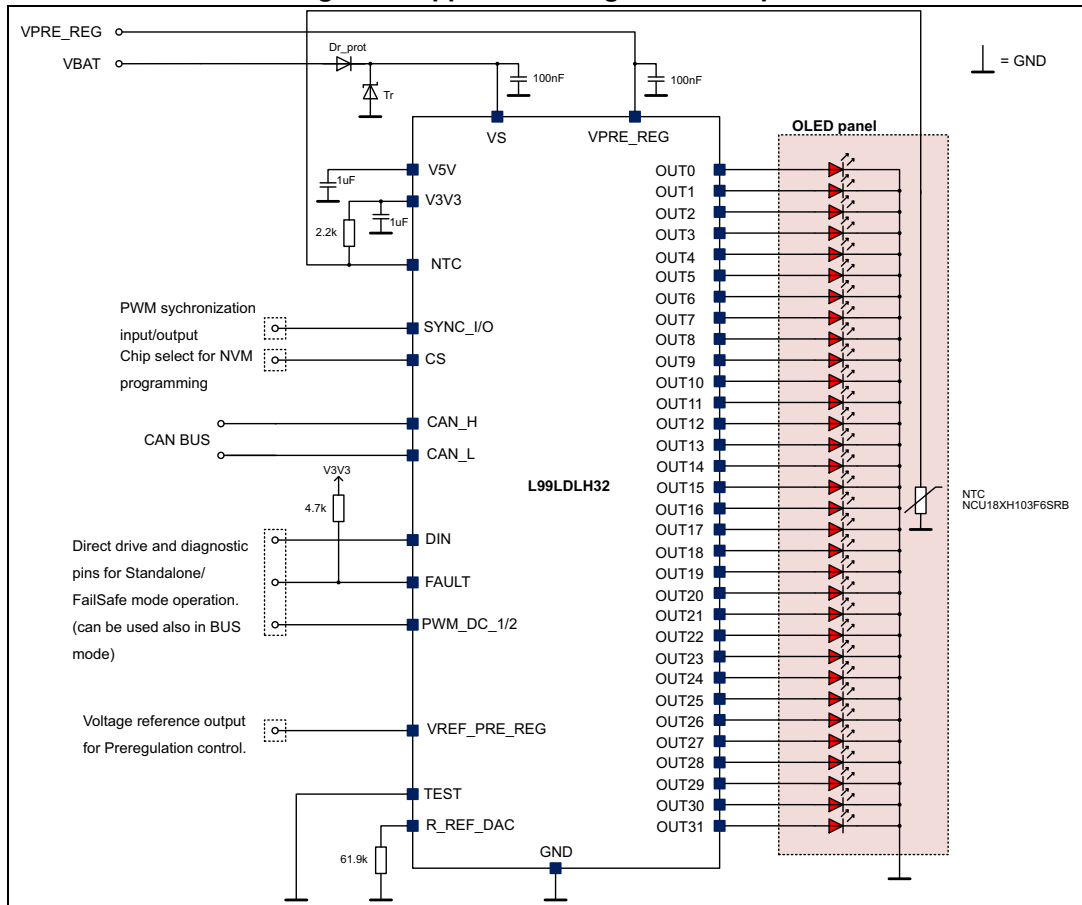 VPRE_REG
VBAT
Dr_prot
Tr
100nF
100nF
= GND
VS
VPRE_REG
OLED panel
V5V
1uF
V3V3
1uF
2.2k
NTC
PWM sychronization
input/output
SYNC_I/O
Chip select for NVM
programming
CS
CAN BUS
CAN_H
CAN_L
V3V3
4.7k
L99LDLH32
Direct drive and diagnostic
pins for Standalone/
FailSafe mode operation.
(can be used also in BUS
mode)
DIN
FAULT
PWM_DC_1/2
Voltage reference output
for Preregulation control.
VREF_PRE_REG
TEST
R_REF_DAC
61.9k
GND
OUT0
OUT1
OUT2
OUT3
OUT4
OUT5
OUT6
OUT7
OUT8
OUT9
OUT10
OUT11
OUT12
OUT13
OUT14
OUT15
OUT16
OUT17
OUT18
OUT19
OUT20
OUT21
OUT22
OUT23
OUT24
OUT25
OUT26
OUT27
OUT28
OUT29
OUT30
OUT31
NTC
NCU18XH103F6SRB